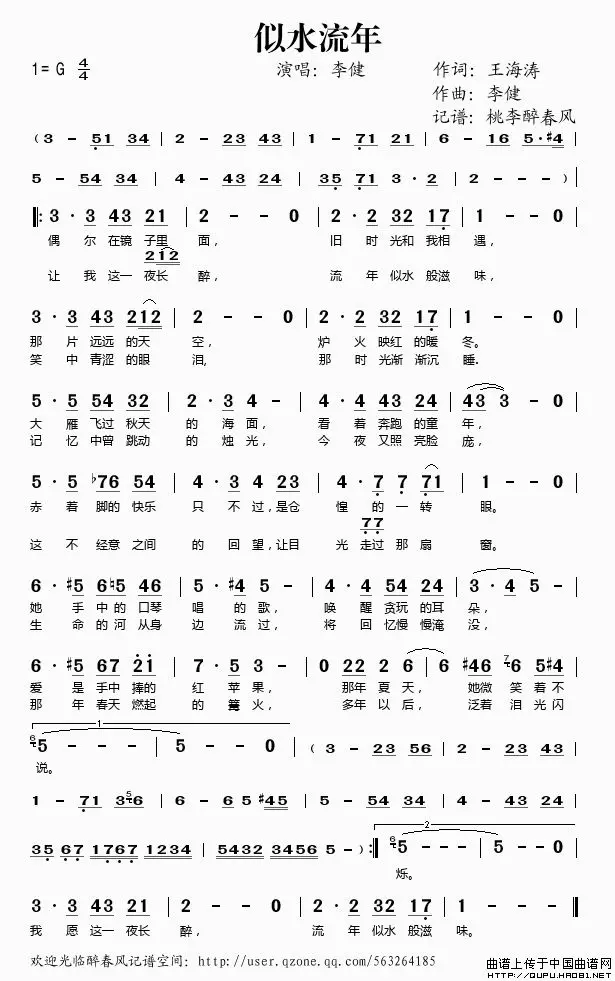 似水流年
1=G 4/4 演唱：李健 作词：王海涛
作曲：李健
记谱：桃李醉春风
(3 - 51 34 | 2 - 23 43 | 1 - 71 21 | 6 - 16 5·#4 |
5 - 54 34 | 4 - 43 24 | 35 71 3·2 | 2 - - -) |
‖: 3·3 43 21 | 2 - - 0 | 2·2 32 17 | 1 - - 0 |
偶 尔 在镜 子里 面， 旧 时 光和 我相 遇，
212
让 我 这一 夜长 醉， 流 年 似水 般滋 味，
3·3 43 212 | 2 - - 0 | 2·2 32 17 | 1 - - 0 |
那 片 远远 的天 空， 炉 火 映红 的暖 冬。
笑 中 青涩 的眼 泪， 那 时 光渐 渐沉 睡.
5·5 54 32 | 2·3 4 - | 4·4 43 24 | 43 3 - 0 |
大 雁 飞过 秋天 的 海 面， 看 着 奔跑 的童 年，
记 忆 中曾 跳动 的 烛 光， 今 夜 又照 亮脸 庞，
5·5 b76 54 | 4·3 4 23 | 4·7 7 71 | 1 - - 0 |
赤 着 脚的 快乐 只 不 过，是仓 惶 的 一 转 眼。
77
这 不 经意 之间 的 回 望，让目 光 走过 那 扇 窗。
6·#5 6♮5 46 | 5·#4 5 - | 4·4 54 32 | 3·4 5 - |
她 手 中的 口琴 唱 的 歌， 唤 醒 贪玩 的耳 朵，
生 命 的河 从身 边 流 过， 将 回 忆慢 慢淹 没，
6·#5 67 21 | 7·5 3 - | 0 22 2 6 | 6 #46 7 5 5#4 |
爱 是 手中 捧的 红 苹 果， 那年 夏 天， 她微 笑 着 不
那 年 春天 燃起 的 篝 火， 多年 以 后， 泛着 泪 光 闪
1
6 5 - - - | 5 - - 0 | (3 - 23 56 | 2 - 23 53 |
说。
1 - 71 356 | 6 - 6 5 #45 | 5 - 54 34 | 4 - 43 24 |
2
35 67 1767 1234 | 5432 3456 5 -) :‖ 6 5 - - - | 5 - - 0 |
烁。
3·3 43 21 | 2 - - 0 | 2·2 32 17 | 1 - - - ‖
我 愿 这一 夜长 醉， 流 年 似水 般滋 味。
欢迎光临醉春风记谱空间：http://user.qzone.qq.com/563264185
曲谱上传于中国曲谱网
http://QUPU.HAO81.NET